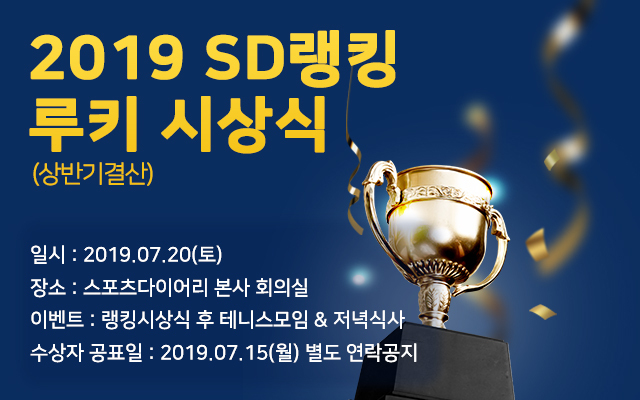 2019 SD랭킹
루키 시상식
(상반기결산)
일시 : 2019.07.20(토)
장소 : 스포츠다이어리 본사 회의실
이벤트 : 랭킹시상식 후 테니스모임 & 저녁식사
수상자 공표일 : 2019.07.15(월) 별도 연락공지